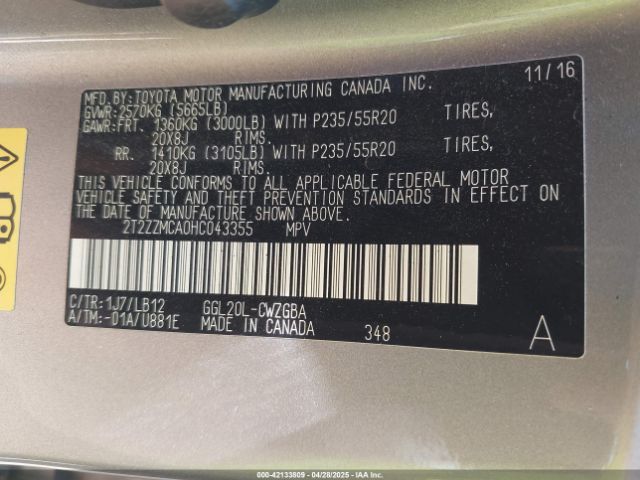 MFD.BY:TOYOTA MOTOR MANUFACTURING CANADA INC. 11/16
GVWR:2570KG (5665LB)
GAWR:FRT. 1360KG (3000LB) WITH P235/55R20 TIRES,
20X8J RIMS.
RR. 1410KG (3105LB) WITH P235/55R20 TIRES,
20X8J RIMS.
THIS VEHICLE CONFORMS TO ALL APPLICABLE FEDERAL MOTOR
VEHICLE SAFETY AND THEFT PREVENTION STANDARDS IN EFFECT ON
THE DATE OF MANUFACTURE SHOWN ABOVE.
2T2ZZMCA0HC043355 MPV
C/TR:1J7/LB12 GGL20L-CWZGBA
A/TM:-01A/U881E MADE IN CANADA 348 A
000-42133809 04/28/2025 IAA, Inc.